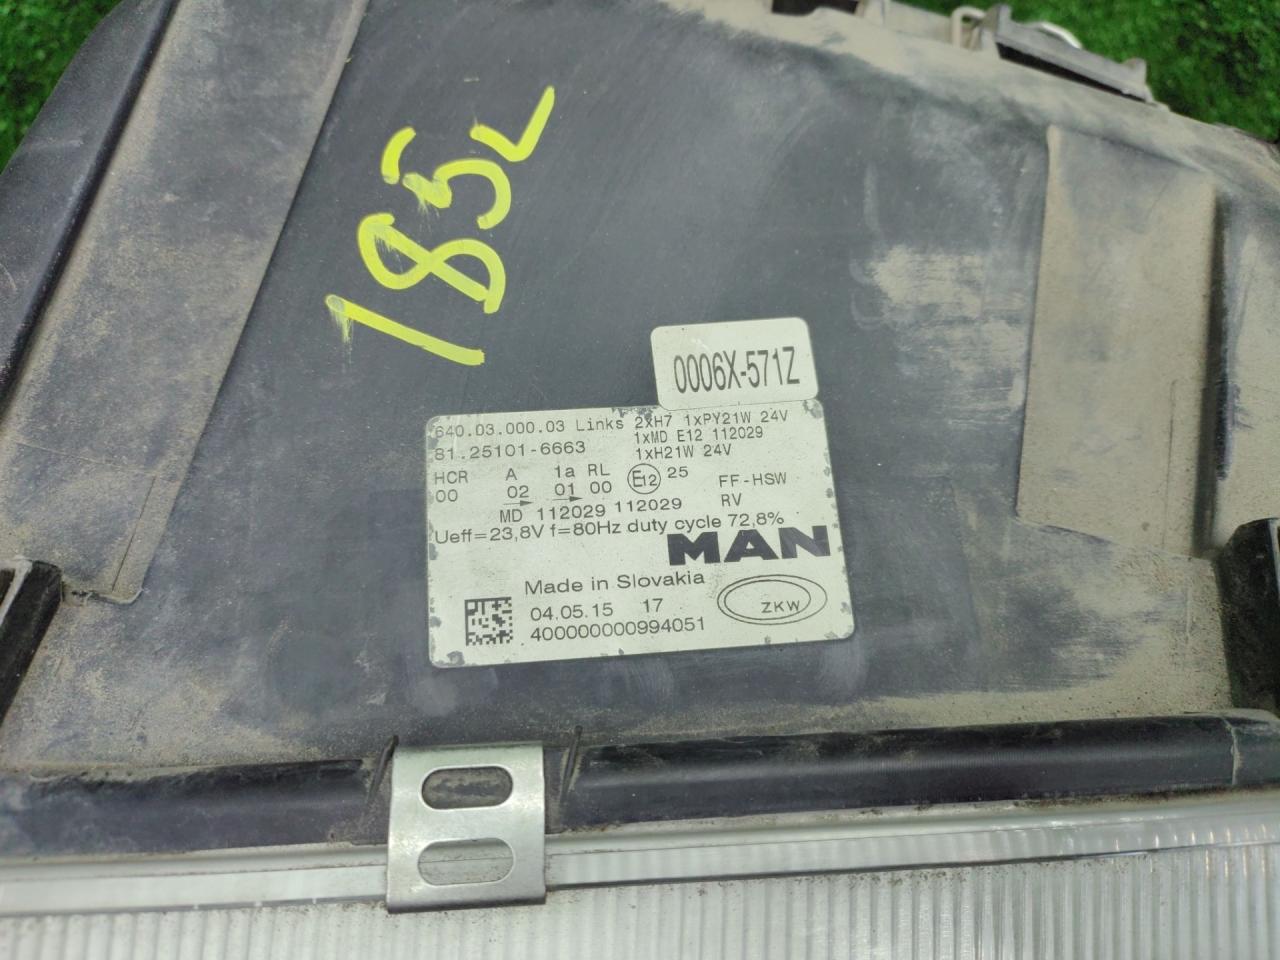 185L
0006X-571Z
640.03.000.03 Links 2xH7 1xPY21W 24V
1xMD E12 112029
81.25101-6663 1xH21W 24V
HCR A 1a RL E12 25 FF-HSW
00 02 01 00 RV
MD 112029 112029
Ueff=23,8V f=80Hz duty cycle 72,8%
MAN
Made in Slovakia
04.05.15 17
ZKW
400000000994051